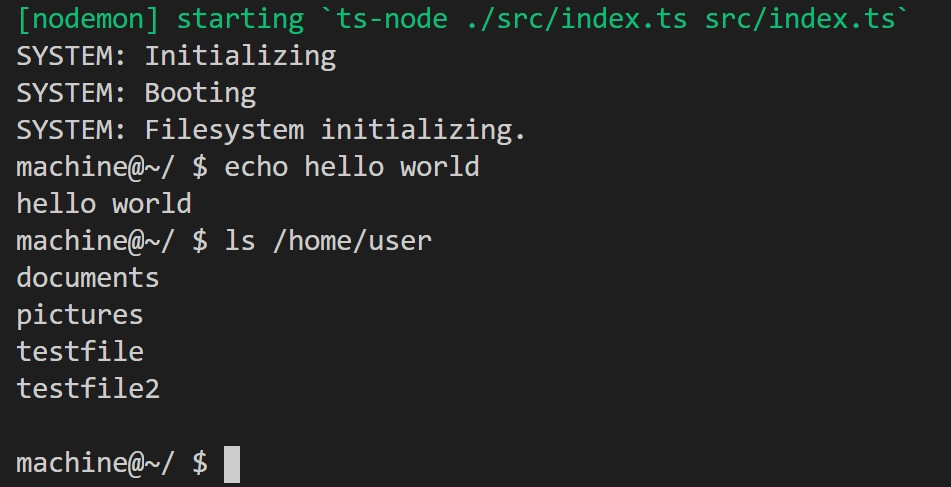 [nodemon] starting `ts-node ./src/index.ts src/index.ts`
SYSTEM: Initializing
SYSTEM: Booting
SYSTEM: Filesystem initializing.
machine@~/ $ echo hello world
hello world
machine@~/ $ ls /home/user
documents
pictures
testfile
testfile2
machine@~/ $